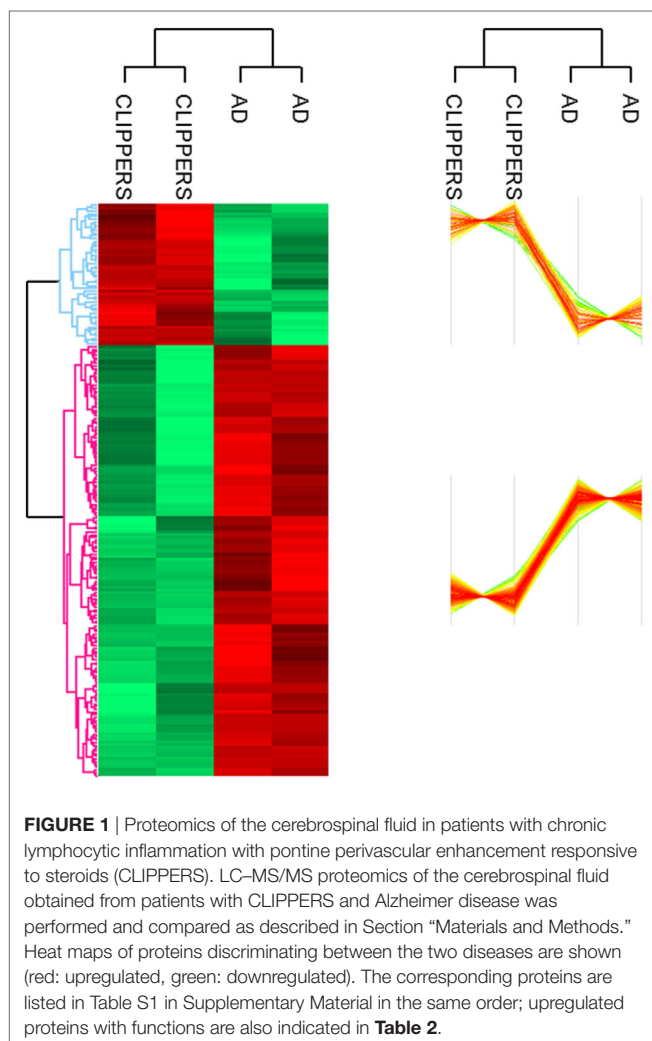 CLIPPERS
CLIPPERS
AD
AD
CLIPPERS
CLIPPERS
AD
AD
FIGURE 1 | Proteomics of the cerebrospinal fluid in patients with chronic
lymphocytic inflammation with pontine perivascular enhancement responsive
to steroids (CLIPPERS). LC–MS/MS proteomics of the cerebrospinal fluid
obtained from patients with CLIPPERS and Alzheimer disease was
performed and compared as described in Section “Materials and Methods.”
Heat maps of proteins discriminating between the two diseases are shown
(red: upregulated, green: downregulated). The corresponding proteins are
listed in Table S1 in Supplementary Material in the same order; upregulated
proteins with functions are also indicated in Table 2.